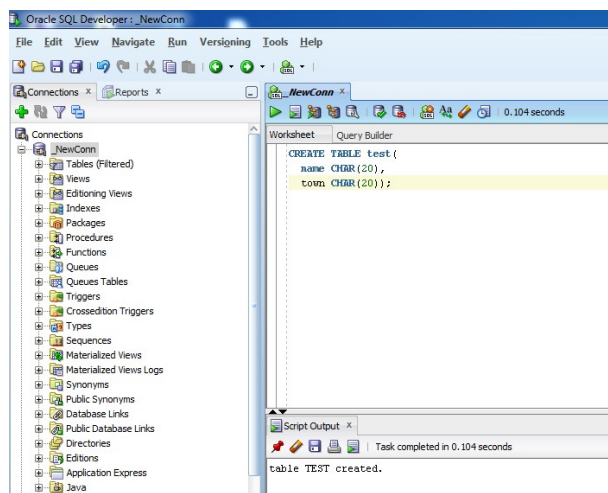 Oracle SQL Developer : _NewConn
File Edit View Navigate Run Versioning Tools Help
Connections x Reports x
Connections
_NewConn
Tables (Filtered)
Views
Editioning Views
Indexes
Packages
Procedures
Functions
Queues
Queues Tables
Triggers
Crossedition Triggers
Types
Sequences
Materialized Views
Materialized Views Logs
Synonyms
Public Synonyms
Database Links
Public Database Links
Directories
Editions
Application Express
Java
_NewConn x
0.104 seconds
Worksheet Query Builder
CREATE TABLE test(
name CHAR(20),
town CHAR(20));
Script Output x
Task completed in 0.104 seconds
table TEST created.